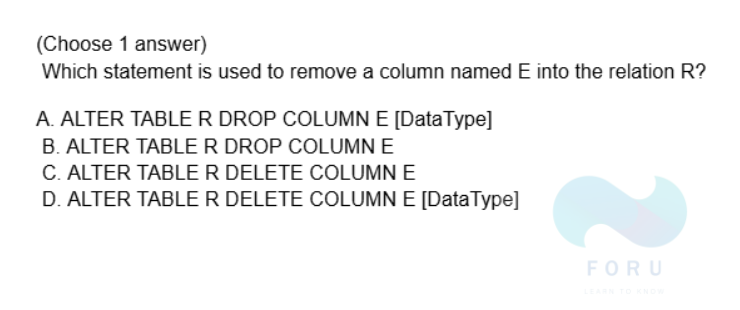 (Choose 1 answer)
Which statement is used to remove a column named E into the relation R?
A. ALTER TABLE R DROP COLUMN E [DataType]
B. ALTER TABLE R DROP COLUMN E
C. ALTER TABLE R DELETE COLUMN E
D. ALTER TABLE R DELETE COLUMN E [DataType]
FORU